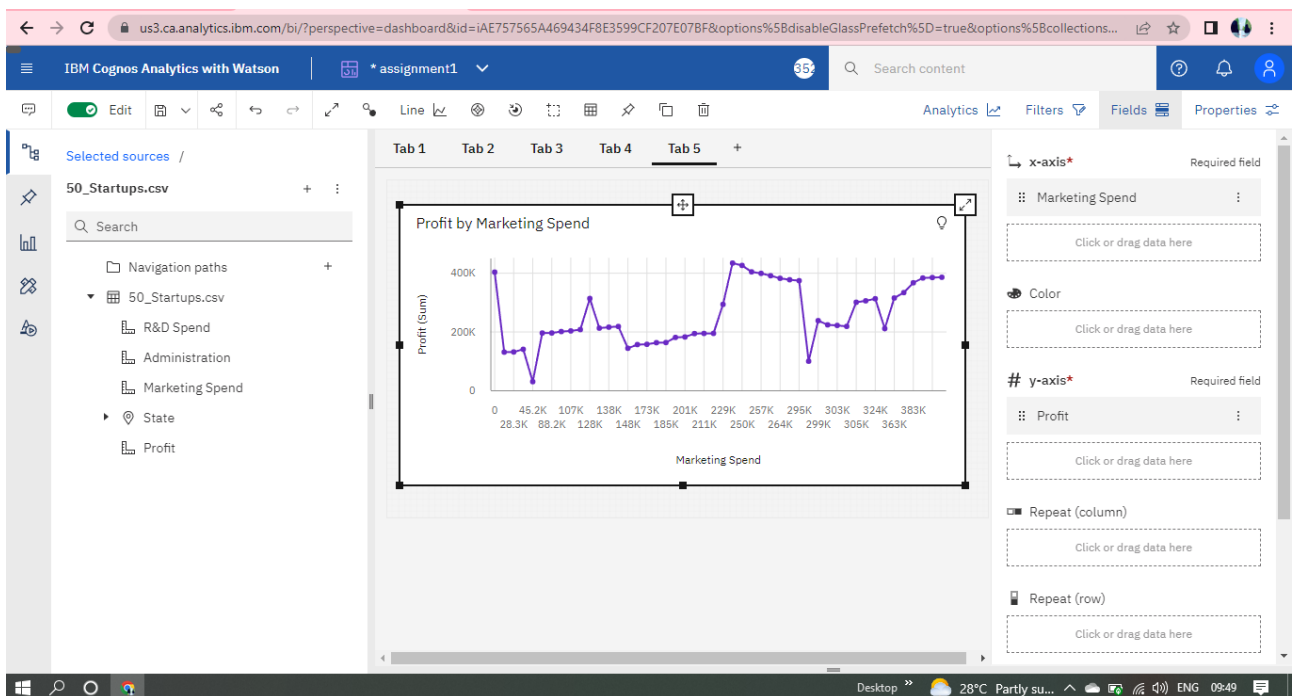 us3.ca.analytics.ibm.com/bi/?perspective=dashboard&id=iAE757565A469434F8E3599CF207E07BF&options%5BdisableGlassPrefetch%5D=true&options%5Bcollections...
IBM Cognos Analytics with Watson
* assignment1
352
Search content
Edit
Line
Analytics
Filters
Fields
Properties
Selected sources /
50_Startups.csv
Search
Navigation paths
50_Startups.csv
R&D Spend
Administration
Marketing Spend
State
Profit
Tab 1 Tab 2 Tab 3 Tab 4 Tab 5 +
Profit by Marketing Spend
Profit (Sum)
400K
200K
0
0 45.2K 107K 138K 173K 201K 229K 257K 295K 303K 324K 383K
28.3K 88.2K 128K 148K 185K 211K 250K 264K 299K 305K 363K
Marketing Spend
x-axis* Required field
Marketing Spend
Click or drag data here
Color
Click or drag data here
# y-axis* Required field
Profit
Click or drag data here
Repeat (column)
Click or drag data here
Repeat (row)
Click or drag data here
Desktop » 28°C Partly su... ENG 09:49